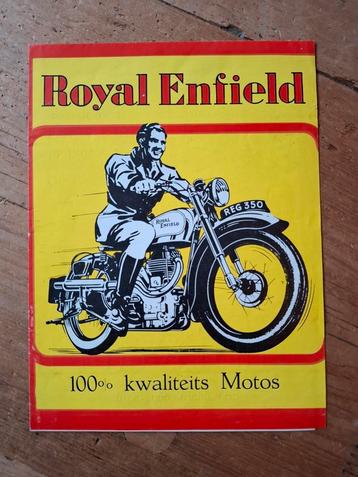 Royal Enfield
ROYAL
ENFIELD
REG 350
100% kwaliteits Motos